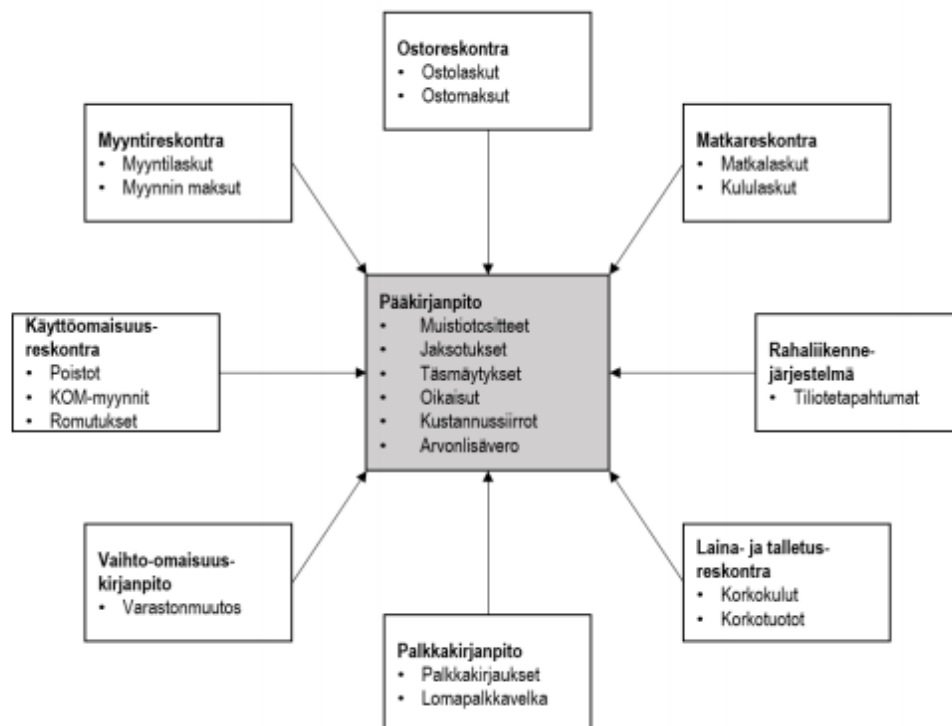 Ostoreskontra
• Ostolaskut
• Ostomaksut
Myyntireskontra
• Myyntilaskut
• Myynnin maksut
Matkareskontra
• Matkalaskut
• Kululaskut
Pääkirjanpito
• Muistiotositteet
• Jaksotukset
• Täsmäytykset
• Oikaisut
• Kustannussiirrot
• Arvonlisävero
Käyttöomaisuus-
reskontra
• Poistot
• KOM-myynnit
• Romutukset
Rahaliikenne-
järjestelmä
• Tiliotetapahtumat
Vaihto-omaisuus-
kirjanpito
• Varastonmuutos
Laina- ja talletus-
reskontra
• Korkokulut
• Korkotuotot
Palkkakirjanpito
• Palkkakirjaukset
• Lomapalkkavelka